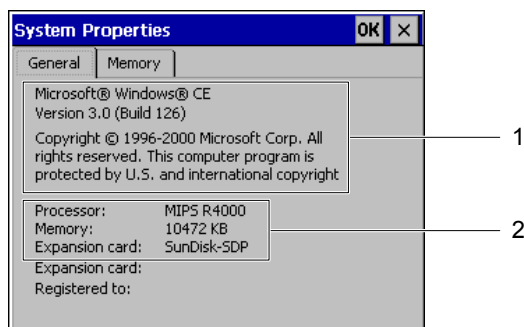 System Properties OK ×
General Memory
Microsoft® Windows® CE
Version 3.0 (Build 126)
Copyright © 1996-2000 Microsoft Corp. All
rights reserved. This computer program is
protected by U.S. and international copyright
1
Processor: MIPS R4000
Memory: 10472 KB
Expansion card: SunDisk-SDP
2
Expansion card:
Registered to: